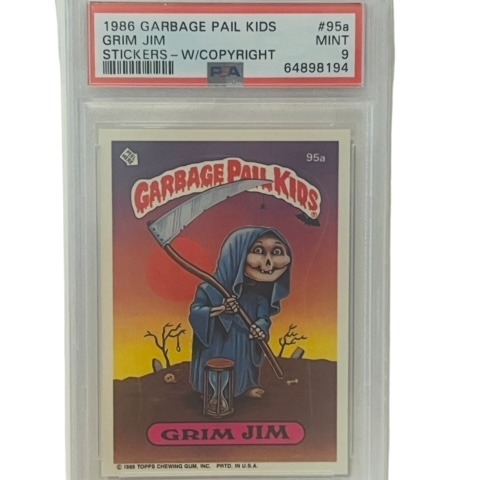 1986 GARBAGE PAIL KIDS #95a
GRIM JIM MINT
STICKERS-W/COPYRIGHT 9
PSA 64898194
95a
GARBAGE PAIL KIDS
GRIM JIM
© 1986 TOPPS CHEWING GUM, INC. PRTD. IN U.S.A.